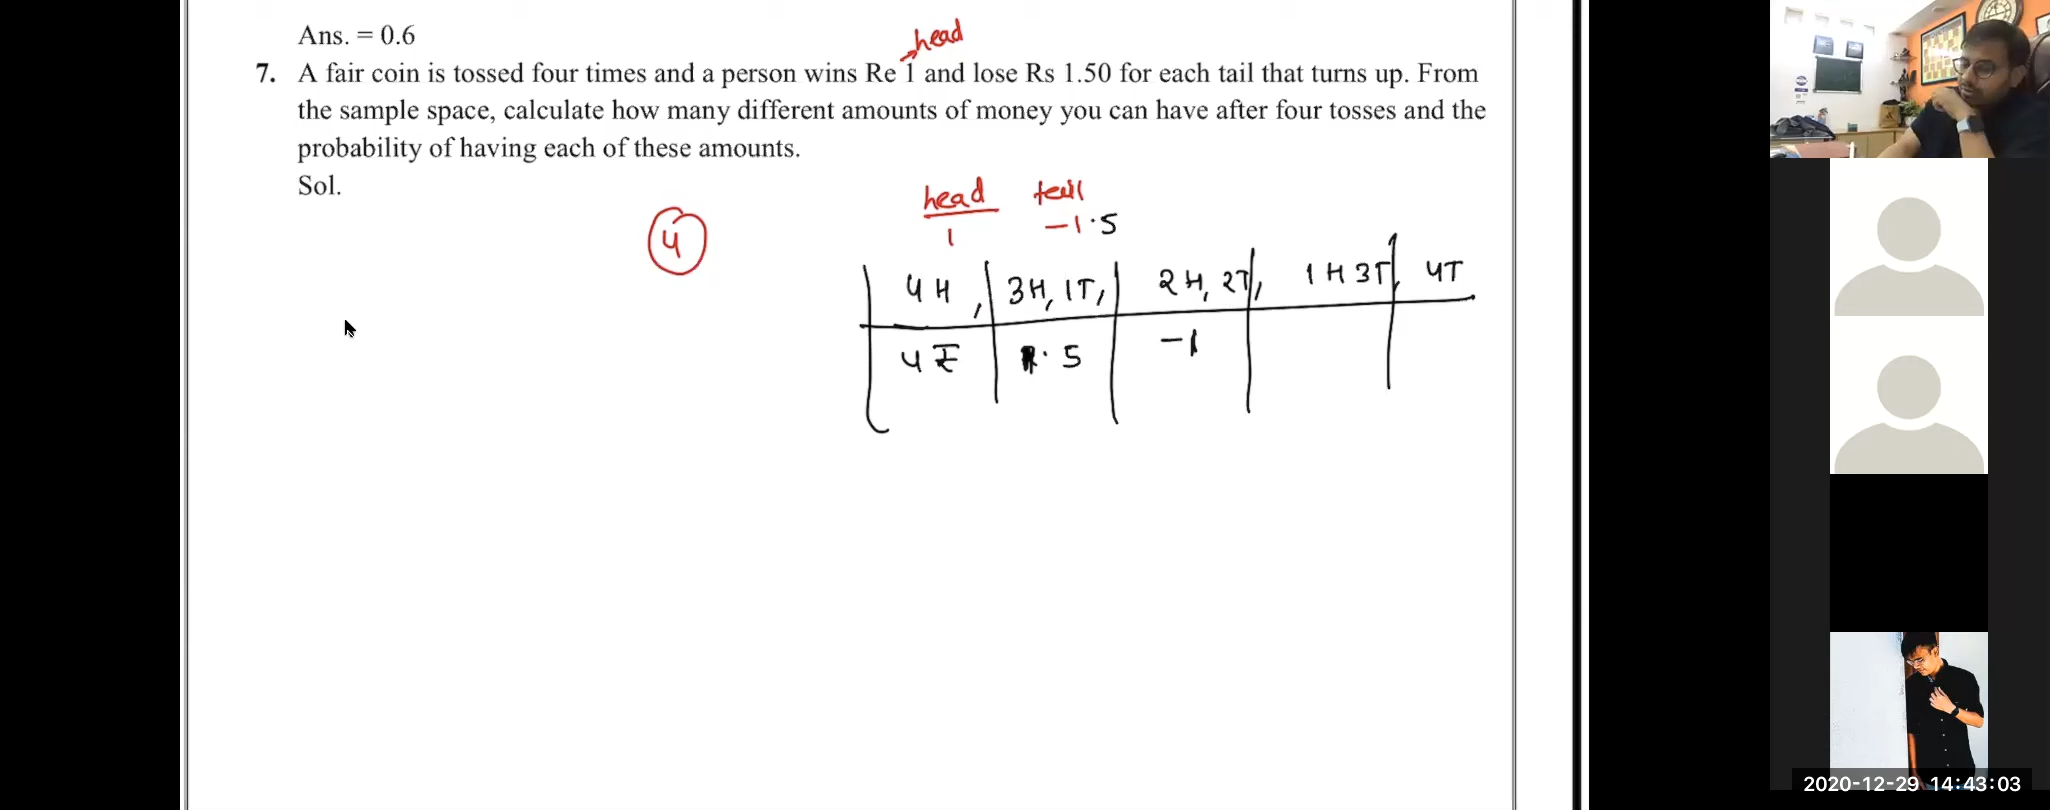 Ans. = 0.6
head
7. A fair coin is tossed four times and a person wins Re 1 and lose Rs 1.50 for each tail that turns up. From
the sample space, calculate how many different amounts of money you can have after four tosses and the
probability of having each of these amounts.
Sol.
head tail
4 1 -1.5
4H, 3H, 1T, 2H, 2T, 1H 3T, 4T
4 ₹ 1.5 -1
2020-12-29 14:43:03